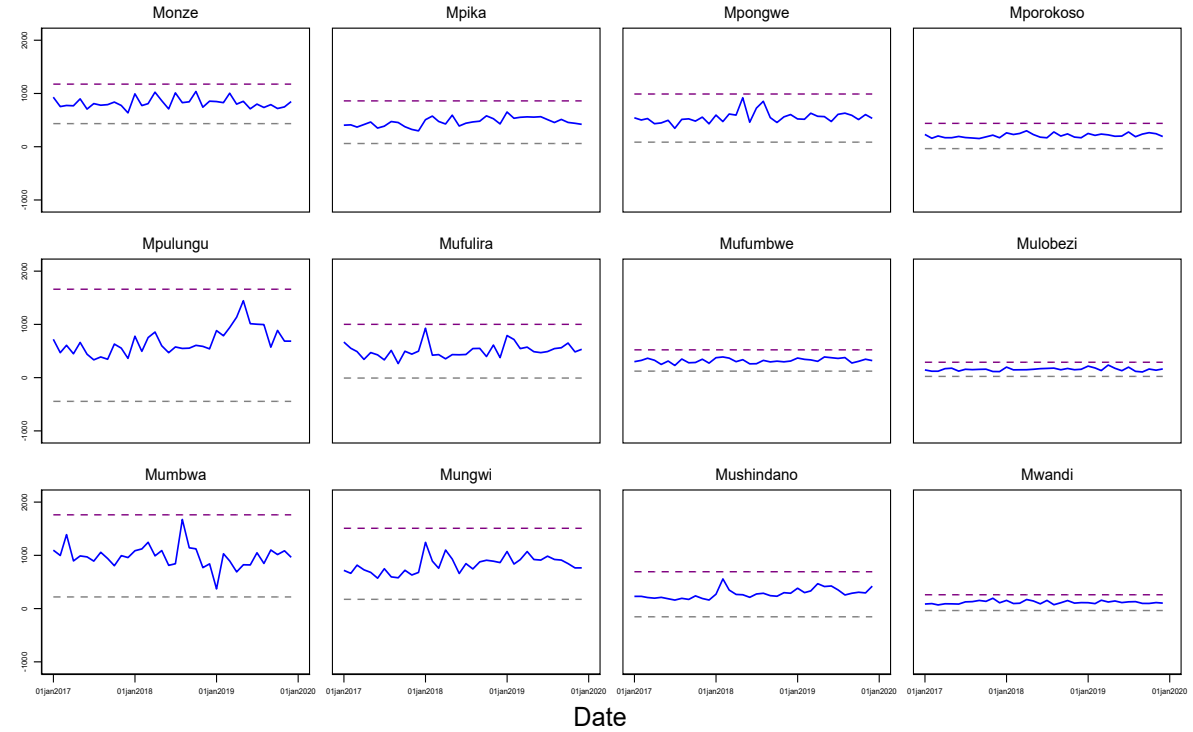 Monze Mpika Mpongwe Mporokoso
2000
1000
0
-1000
Mpulungu Mufulira Mufumbwe Mulobezi
2000
1000
0
-1000
Mumbwa Mungwi Mushindano Mwandi
2000
1000
0
-1000
01jan2017 01jan2018 01jan2019 01jan2020 01jan2017 01jan2018 01jan2019 01jan2020 01jan2017 01jan2018 01jan2019 01jan2020 01jan2017 01jan2018 01jan2019 01jan2020
Date